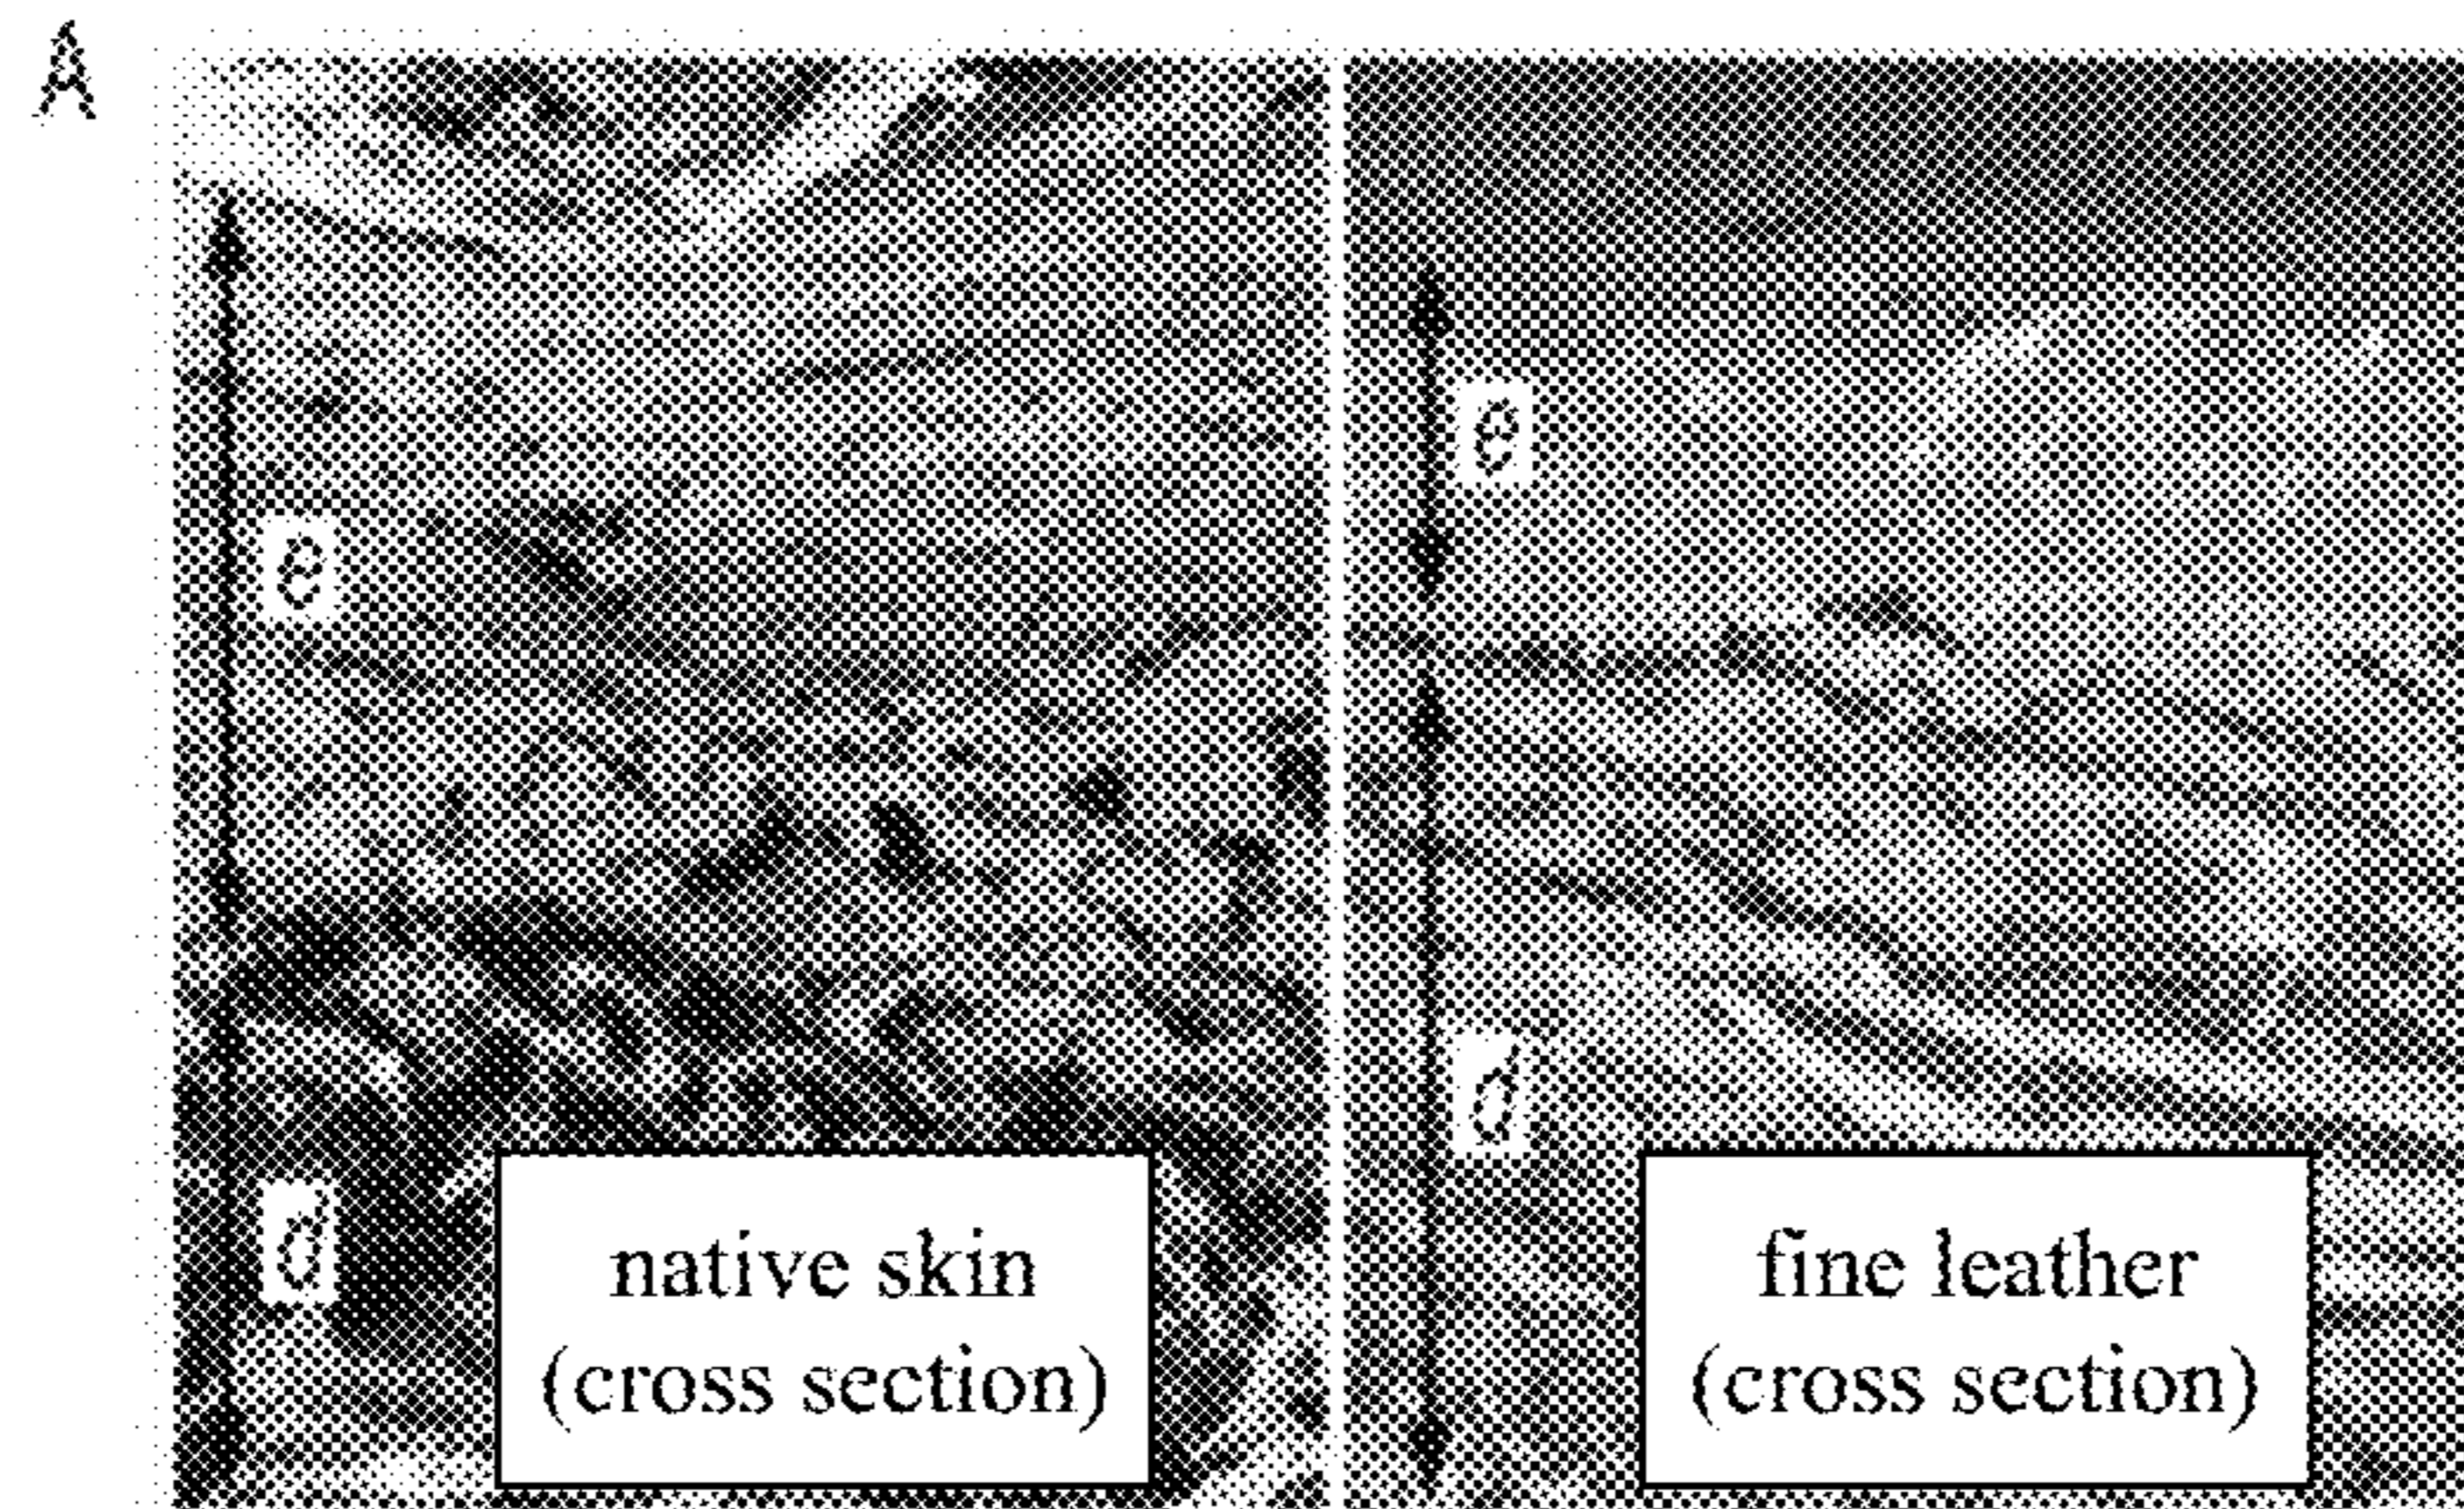 A
e
d
native skin
(cross section)
e
d
fine leather
(cross section)